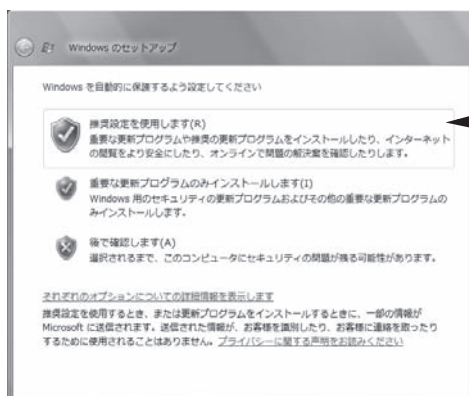 Windows のセットアップ
Windows を自動的に保護するよう設定してください
推奨設定を使用します(R)
重要な更新プログラムや推奨の更新プログラムをインストールしたり、インターネット
の閲覧をより安全にしたり、オンラインで問題の解決策を確認したりします。
重要な更新プログラムのみインストールします(I)
Windows 用のセキュリティの更新プログラムおよびその他の重要な更新プログラムの
みインストールします。
後で確認します(A)
選択されるまで、このコンピュータにセキュリティの問題が残る可能性があります。
それぞれのオプションについての詳細情報を表示します
推奨設定を使用するとき、または更新プログラムをインストールするときに、一部の情報が
Microsoft に送信されます。送信された情報が、お客様を識別したり、お客様に連絡を取ったり
するために使用されることはありません。プライバシーに関する声明をお読みください